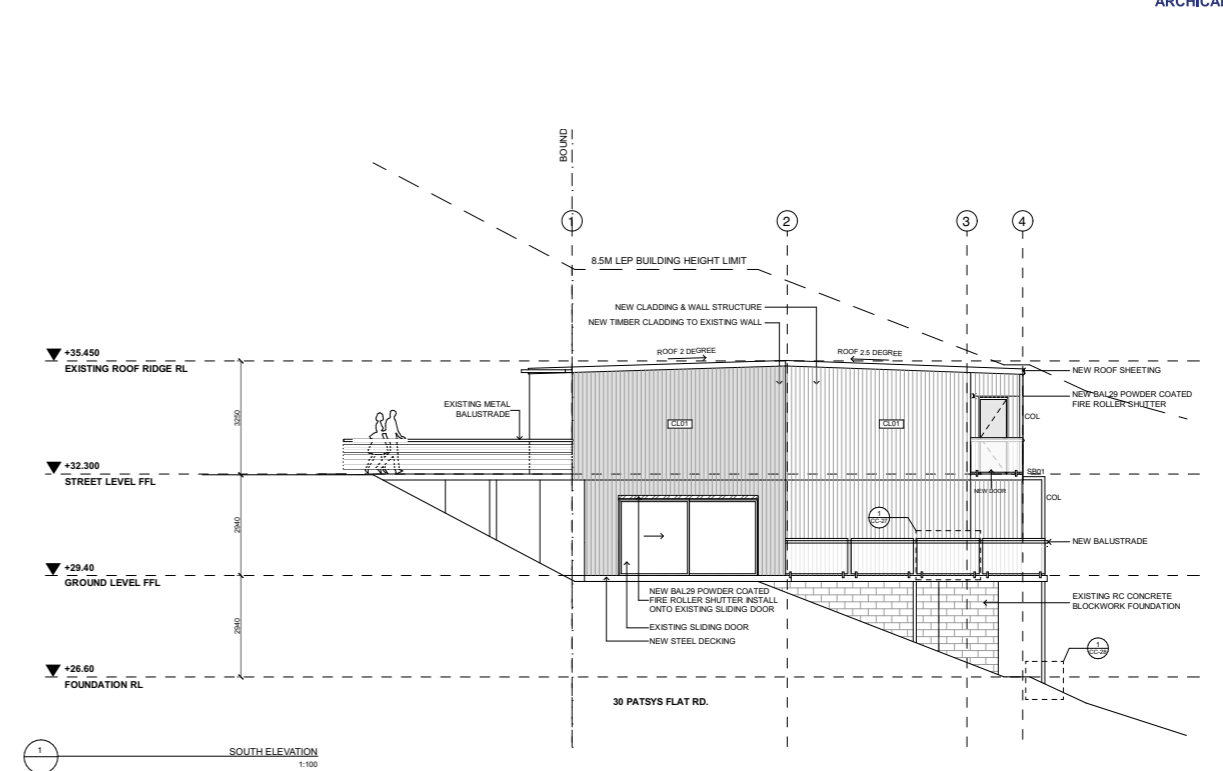 ARCHICA
BOUND
1
2
3
4
8.5M LEP BUILDING HEIGHT LIMIT
NEW CLADDING & WALL STRUCTURE
NEW TIMBER CLADDING TO EXISTING WALL
+35.450
EXISTING ROOF RIDGE RL
ROOF 2 DEGREE
ROOF 2.5 DEGREE
NEW ROOF SHEETING
NEW BAL29 POWDER COATED
FIRE ROLLER SHUTTER
EXISTING METAL
BALUSTRADE
CL01
CL01
COL
3250
+32.300
STREET LEVEL FFL
SB01
NEW DOOR
COL
1
CC-27
2940
NEW BALUSTRADE
+29.40
GROUND LEVEL FFL
NEW BAL29 POWDER COATED
FIRE ROLLER SHUTTER INSTALL
ONTO EXISTING SLIDING DOOR
EXISTING RC CONCRETE
BLOCKWORK FOUNDATION
EXISTING SLIDING DOOR
NEW STEEL DECKING
2940
1
CC-28
+26.60
FOUNDATION RL
30 PATSYS FLAT RD.
1
SOUTH ELEVATION
1:100